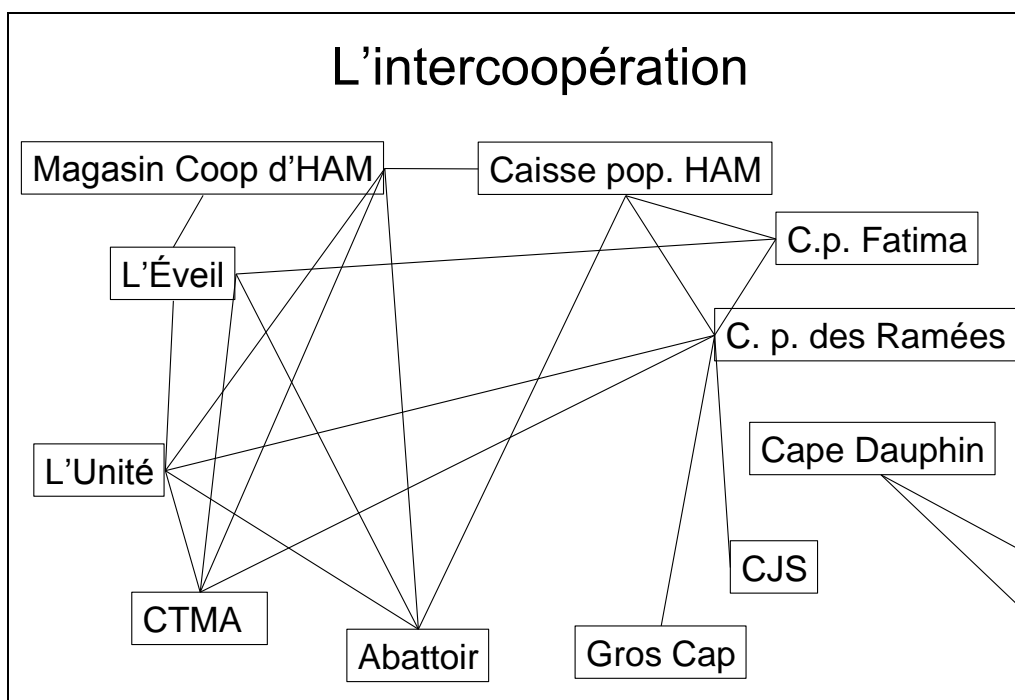 L'intercoopération
Magasin Coop d'HAM
Caisse pop. HAM
C.p. Fatima
L'Éveil
C. p. des Ramées
Cape Dauphin
L'Unité
CJS
CTMA
Abattoir
Gros Cap